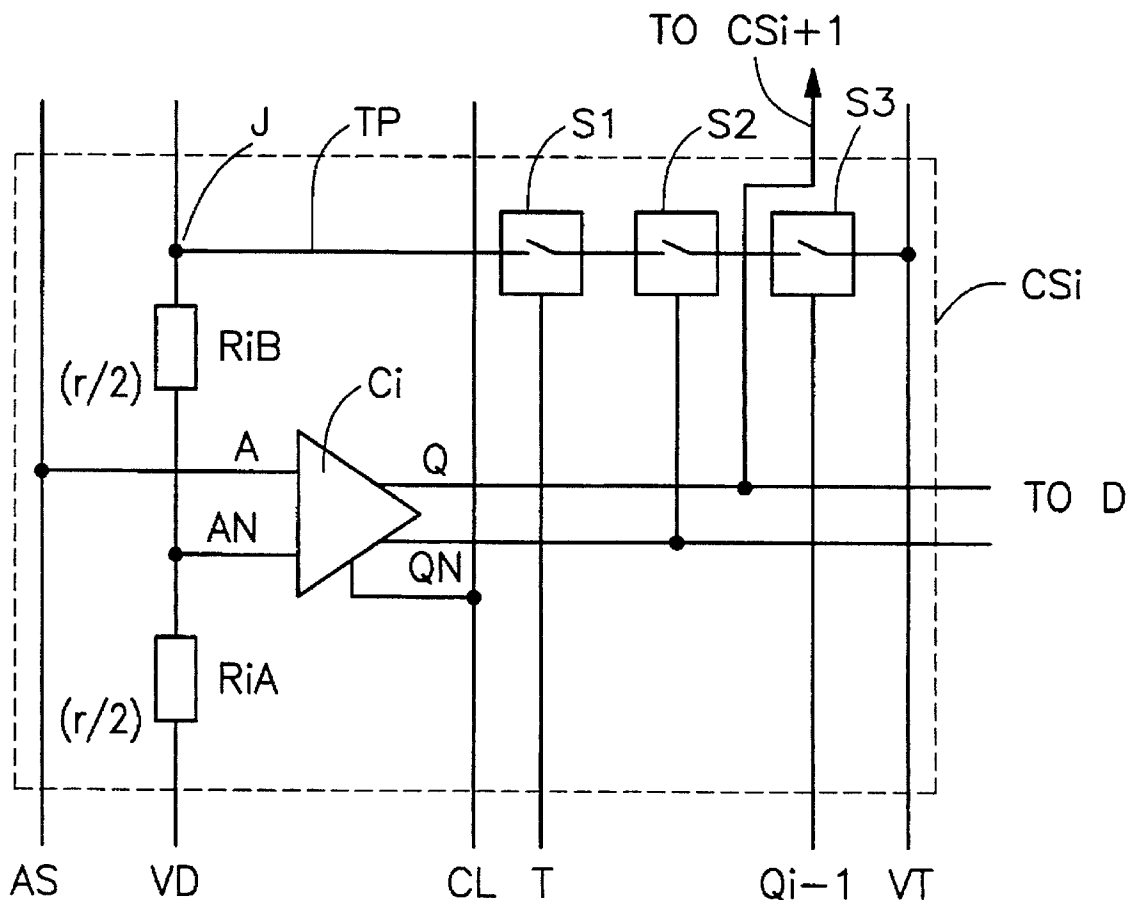 TO CSi+1
J
TP
S1
S2
S3
CSi
RiB
(r/2)
Ci
A
Q
TO D
AN
QN
RiA
(r/2)
AS
VD
CL
T
Qi-1
VT